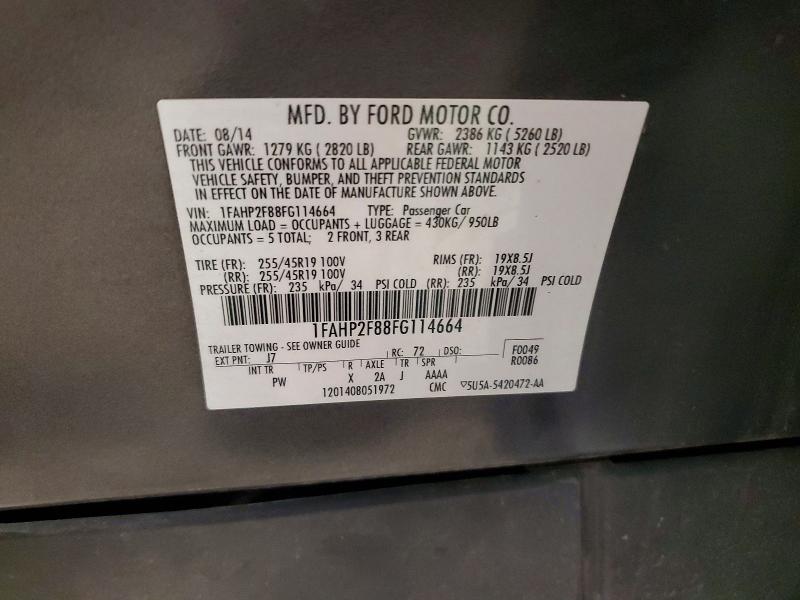 MFD. BY FORD MOTOR CO.
DATE: 08/14 GVWR: 2386 KG ( 5260 LB)
FRONT GAWR: 1279 KG ( 2820 LB) REAR GAWR: 1143 KG ( 2520 LB)
THIS VEHICLE CONFORMS TO ALL APPLICABLE FEDERAL MOTOR
VEHICLE SAFETY, BUMPER, AND THEFT PREVENTION STANDARDS
IN EFFECT ON THE DATE OF MANUFACTURE SHOWN ABOVE.
VIN: 1FAHP2F88FG114664 TYPE: Passenger Car
MAXIMUM LOAD = OCCUPANTS + LUGGAGE = 430KG/ 950LB
OCCUPANTS = 5 TOTAL; 2 FRONT, 3 REAR
TIRE (FR): 255/45R19 100V RIMS (FR): 19X8.5J
(RR): 255/45R19 100V (RR): 19X8.5J
PRESSURE (FR): 235 kPa/ 34 PSI COLD (RR): 235 kPa/ 34 PSI COLD
1FAHP2F88FG114664
TRAILER TOWING - SEE OWNER GUIDE
EXT PNT: J7 RC: 72 DSO: F0049
R0086
INT TR TP/PS R AXLE TR SPR
PW X 2A J AAAA
1201408051972 CMC ▽5U5A-5420472-AA